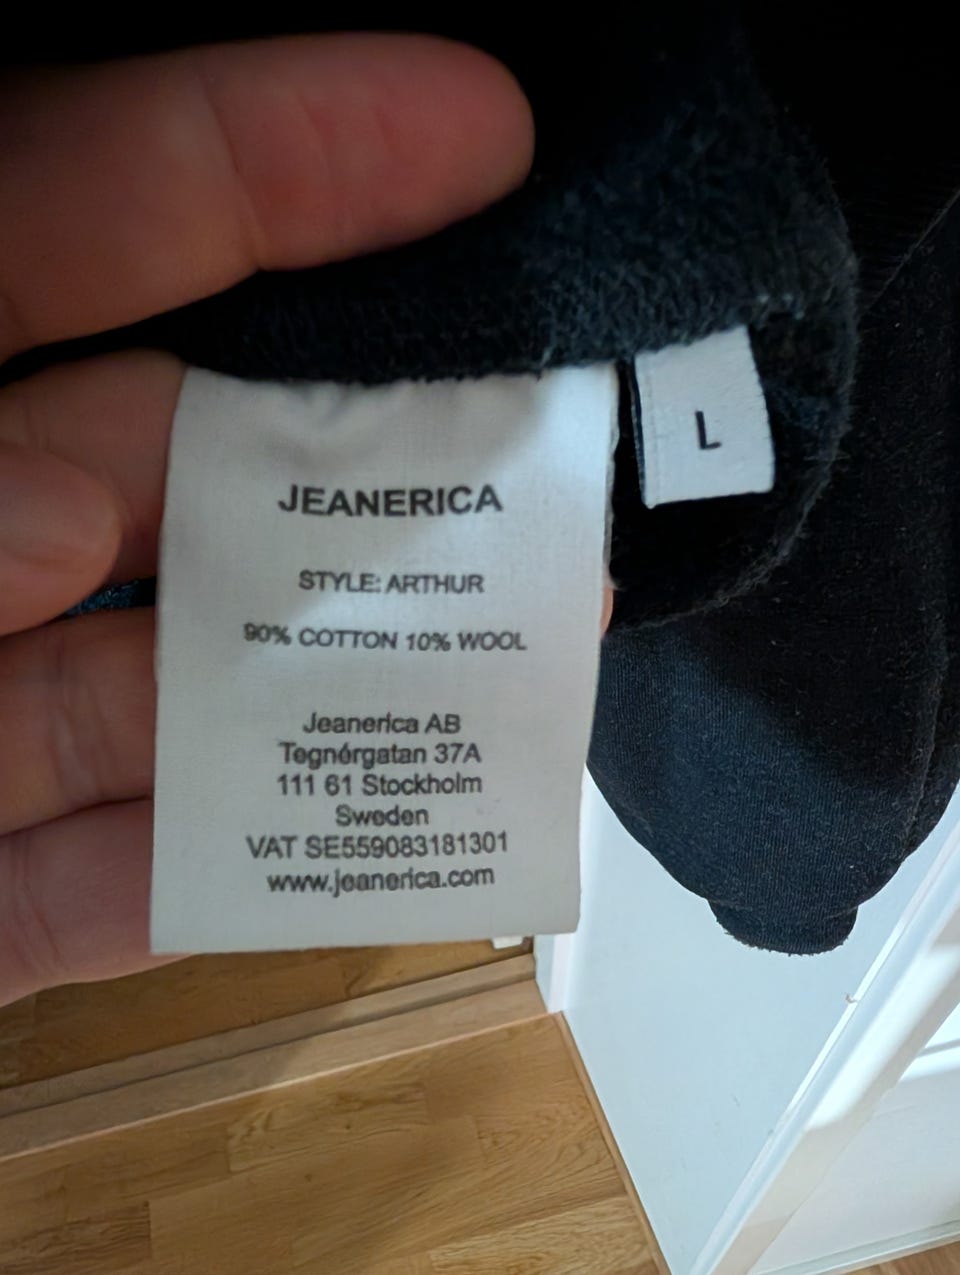 L
JEANERICA
STYLE: ARTHUR
90% COTTON 10% WOOL
Jeanerica AB
Tegnérgatan 37A
111 61 Stockholm
Sweden
VAT SE559083181301
www.jeanerica.com